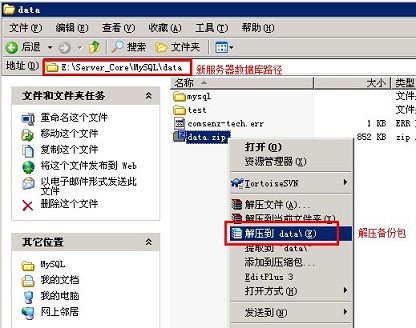 data
文件(F) 编辑(E) 查看(V) 收藏(A) 工具(T) 帮助(H)
后退 搜索 文件夹
地址(D) E:\Server_Core\MySQL\data 新服务器数据库路径
名称 大小 类型
文件和文件夹任务
重命名这个文件
移动这个文件
复制这个文件
将这个文件发布到 Web
以电子邮件形式发送此文件
删除这个文件
其它位置
MySQL
我的文档
我的电脑
网上邻居
mysql 文件
test 文件
comsenz-tech.err 1 KB ERR
data.zip 852 KB zip
打开(O)
资源管理器(X)
TortoiseSVN
解压文件(A)...
解压到当前文件夹(T)
解压到 data\(E) 解压备份包
提取到 "data\"
添加到压缩包...
EditPlus 3
打开方式(H)
发送到(N)